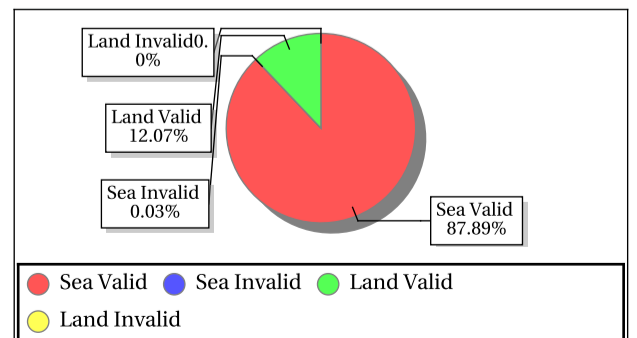 Land Invalid0.
0%
Land Valid
12.07%
Sea Invalid
0.03%
Sea Valid
87.89%
Sea Valid Sea Invalid Land Valid
Land Invalid